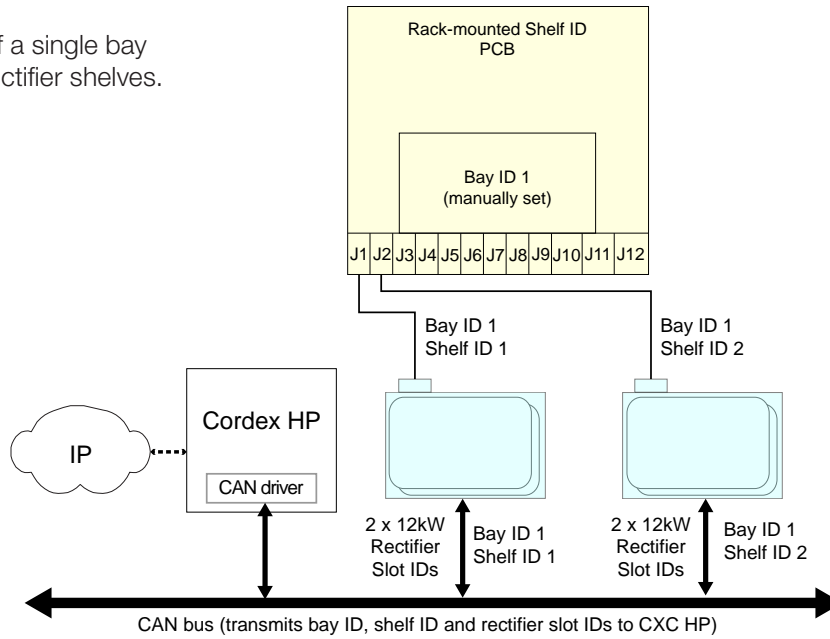 f a single bay
ctifier shelves.
Rack-mounted Shelf ID
PCB
Bay ID 1
(manually set)
J1 J2 J3 J4 J5 J6 J7 J8 J9 J10 J11 J12
Bay ID 1
Shelf ID 1
Bay ID 1
Shelf ID 2
IP
Cordex HP
CAN driver
2 x 12kW
Rectifier
Slot IDs
Bay ID 1
Shelf ID 1
2 x 12kW
Rectifier
Slot IDs
Bay ID 1
Shelf ID 2
CAN bus (transmits bay ID, shelf ID and rectifier slot IDs to CXC HP)